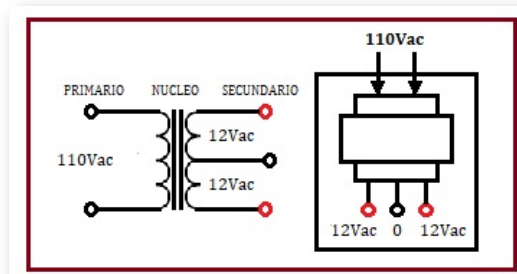 110Vac
PRIMARIO NUCLEO SECUNDARIO
12Vac
110Vac
12Vac
12Vac 0 12Vac